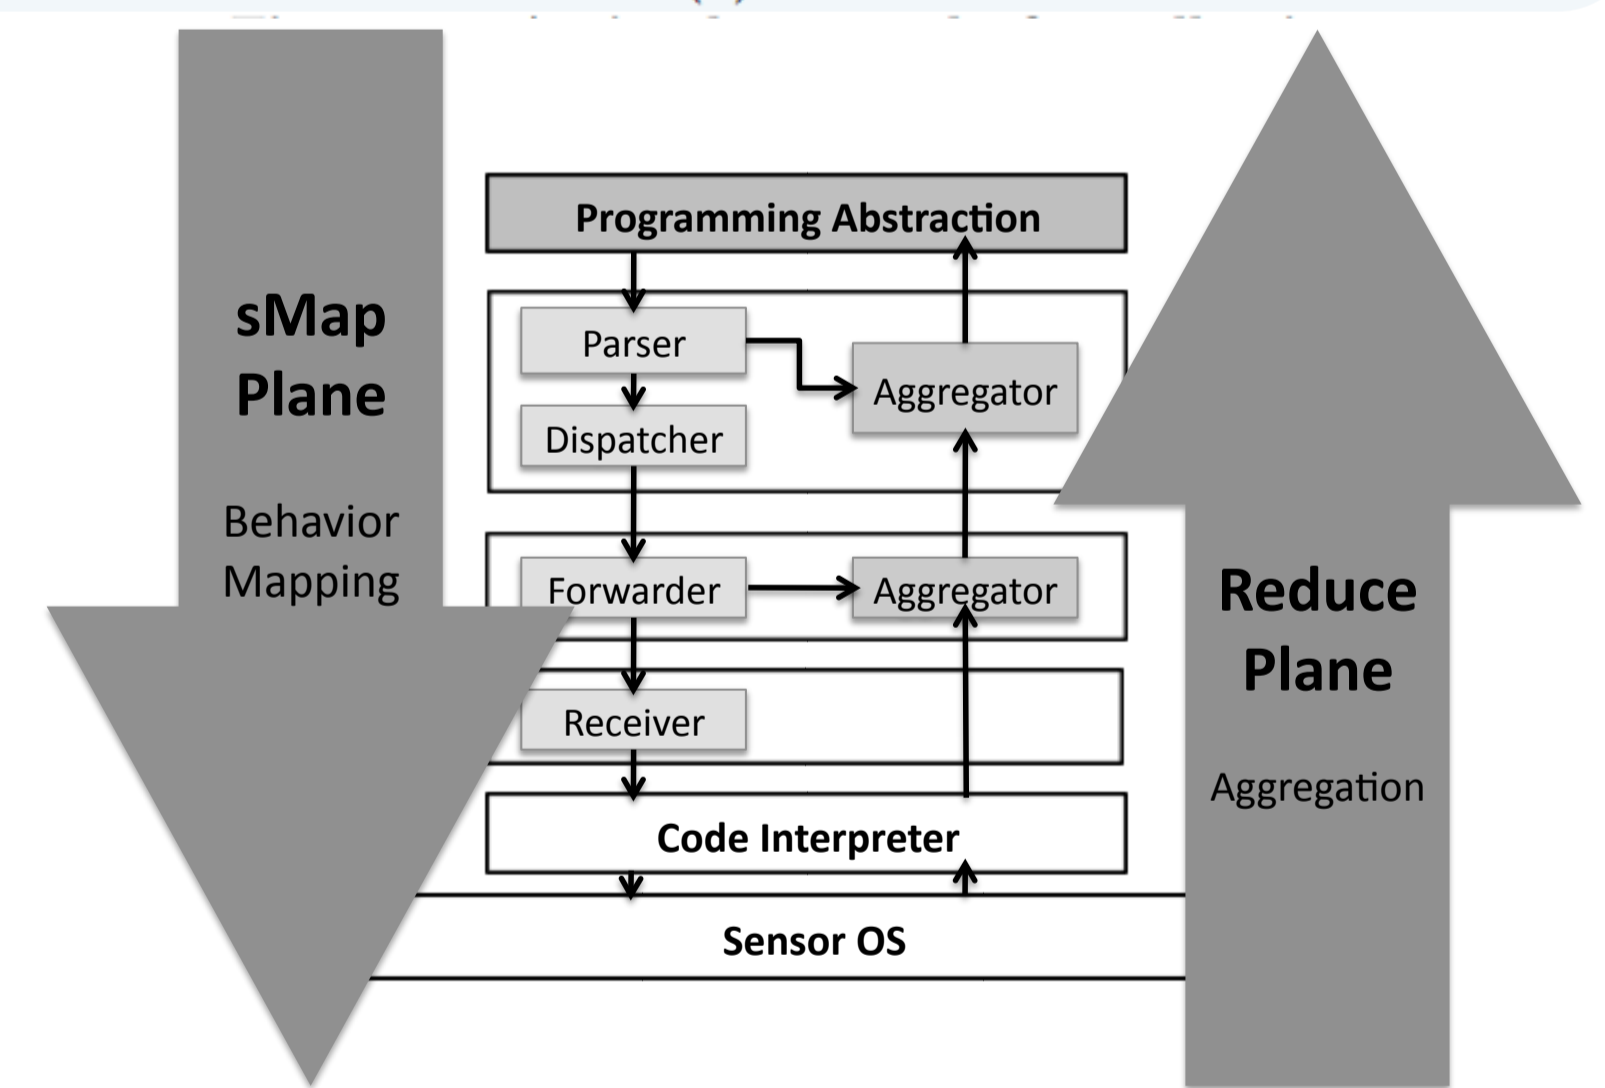 Programming Abstraction
sMap
Plane
Behavior
Mapping
Parser
Aggregator
Dispatcher
Forwarder
Aggregator
Receiver
Code Interpreter
Sensor OS
Reduce
Plane
Aggregation